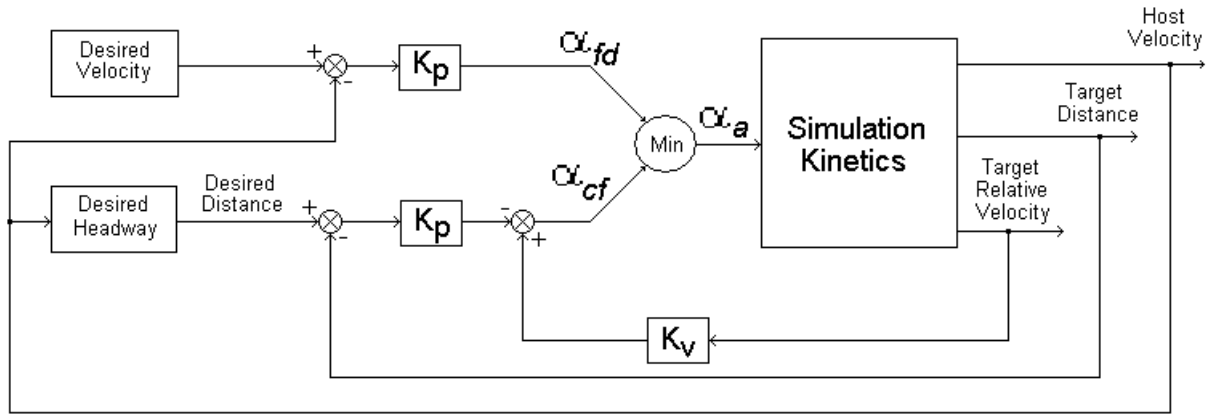 Desired
Velocity
+
-
Kp
αfd
Min
αa
Simulation
Kinetics
Host
Velocity
Target
Distance
Target
Relative
Velocity
Desired
Headway
Desired
Distance
+
-
Kp
-
+
αcf
Kv